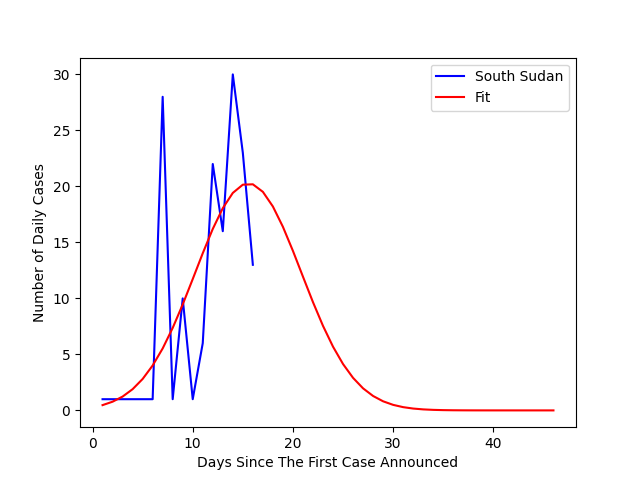 South Sudan
Fit
30
25
20
15
10
5
0
Number of Daily Cases
0 10 20 30 40
Days Since The First Case Announced